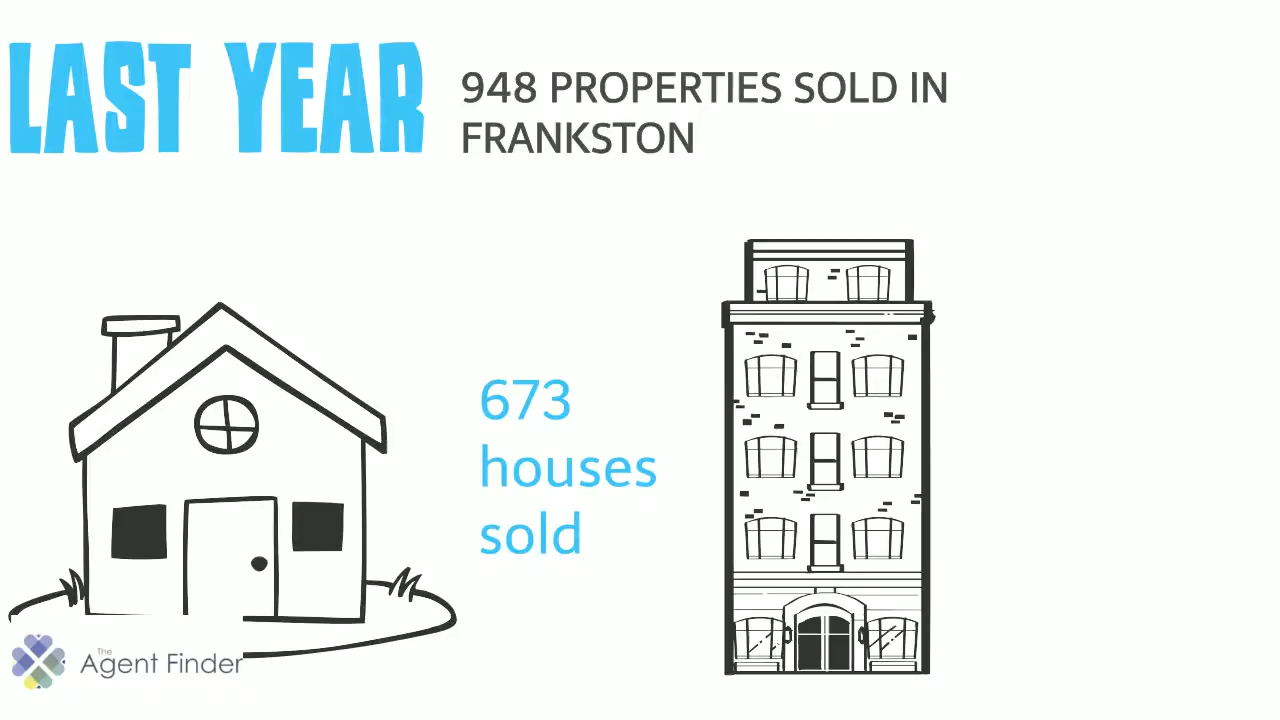 LAST YEAR
948 PROPERTIES SOLD IN
FRANKSTON
673
houses
sold
The
Agent Finder